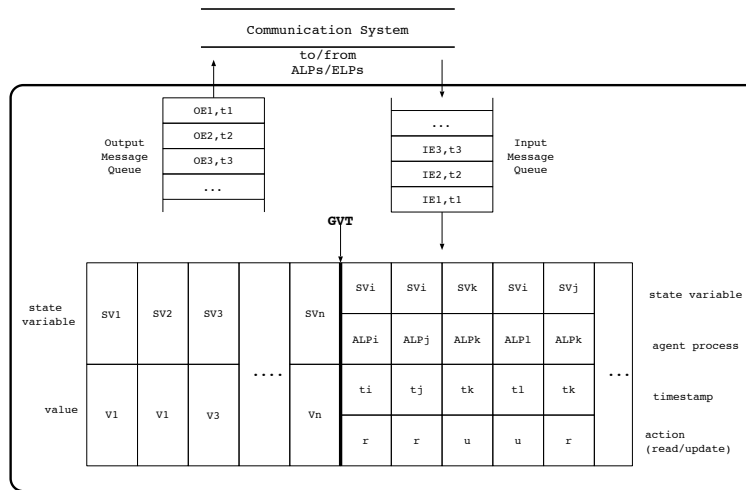 Communication System
to/from
ALPs/ELPs
Output
Message
Queue
OE1,t1
OE2,t2
OE3,t3
...
...
IE3,t3
IE2,t2
IE1,t1
Input
Message
Queue
GVT
state
variable
SV1
SV2
SV3
....
SVn
SVi
SVi
SVk
SVi
SVj
...
state variable
ALPi
ALPj
ALPk
ALPl
ALPk
agent process
value
V1
V1
V3
Vn
ti
tj
tk
tl
tk
timestamp
r
r
u
u
r
action
(read/update)